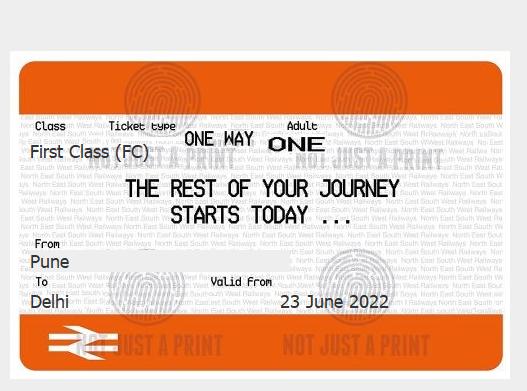 Class Ticket type ONE WAY Adult
First Class (FC) ONE
NOT JUST A PRINT NOT JUST A PRINT
THE REST OF YOUR JOURNEY
STARTS TODAY ...
From
Pune
To Valid from
Delhi 23 June 2022
NOT JUST A PRINT NOT JUST A PRINT